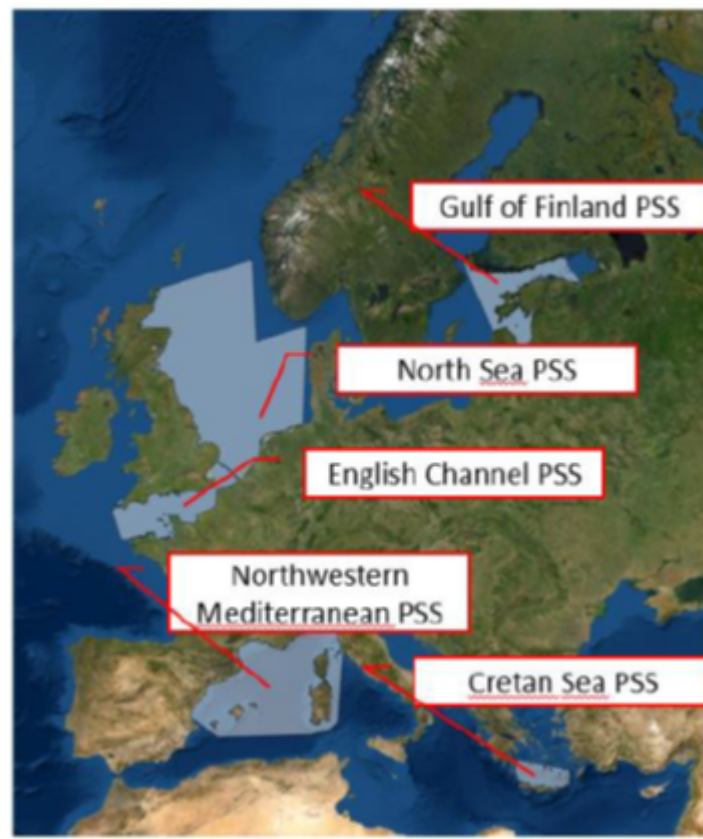 Gulf of Finland PSS
North Sea PSS
English Channel PSS
Northwestern
Mediterranean PSS
Cretan Sea PSS